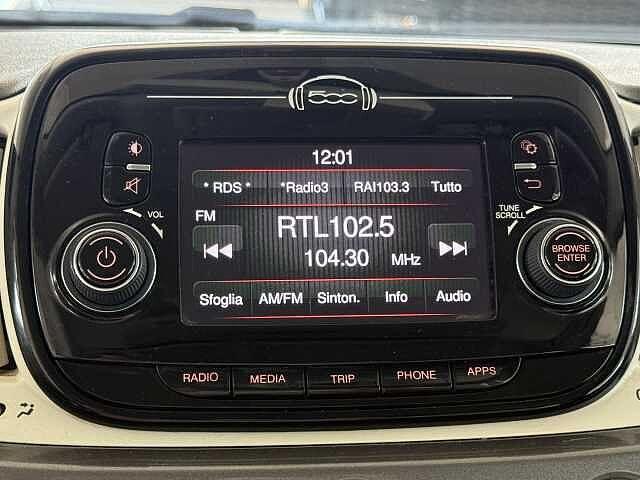 500
12:01
* RDS * *Radio3 RAI103.3 Tutto
FM
RTL102.5
104.30 MHz
Sfoglia AM/FM Sinton. Info Audio
VOL
TUNE
SCROLL
BROWSE
ENTER
RADIO MEDIA TRIP PHONE APPS